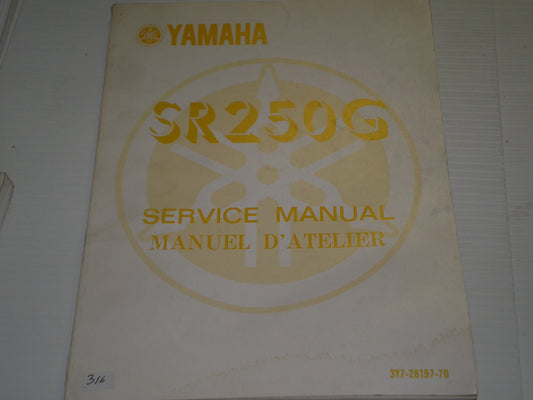 YAMAHA
SR250G
SERVICE MANUAL
MANUEL D'ATELIER
316
3Y7-28197-70